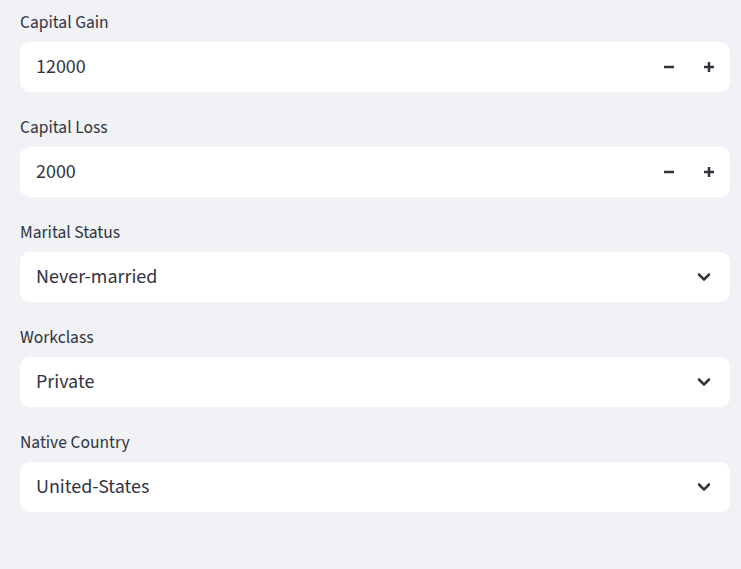 Capital Gain
12000
Capital Loss
2000
Marital Status
Never-married
Workclass
Private
Native Country
United-States